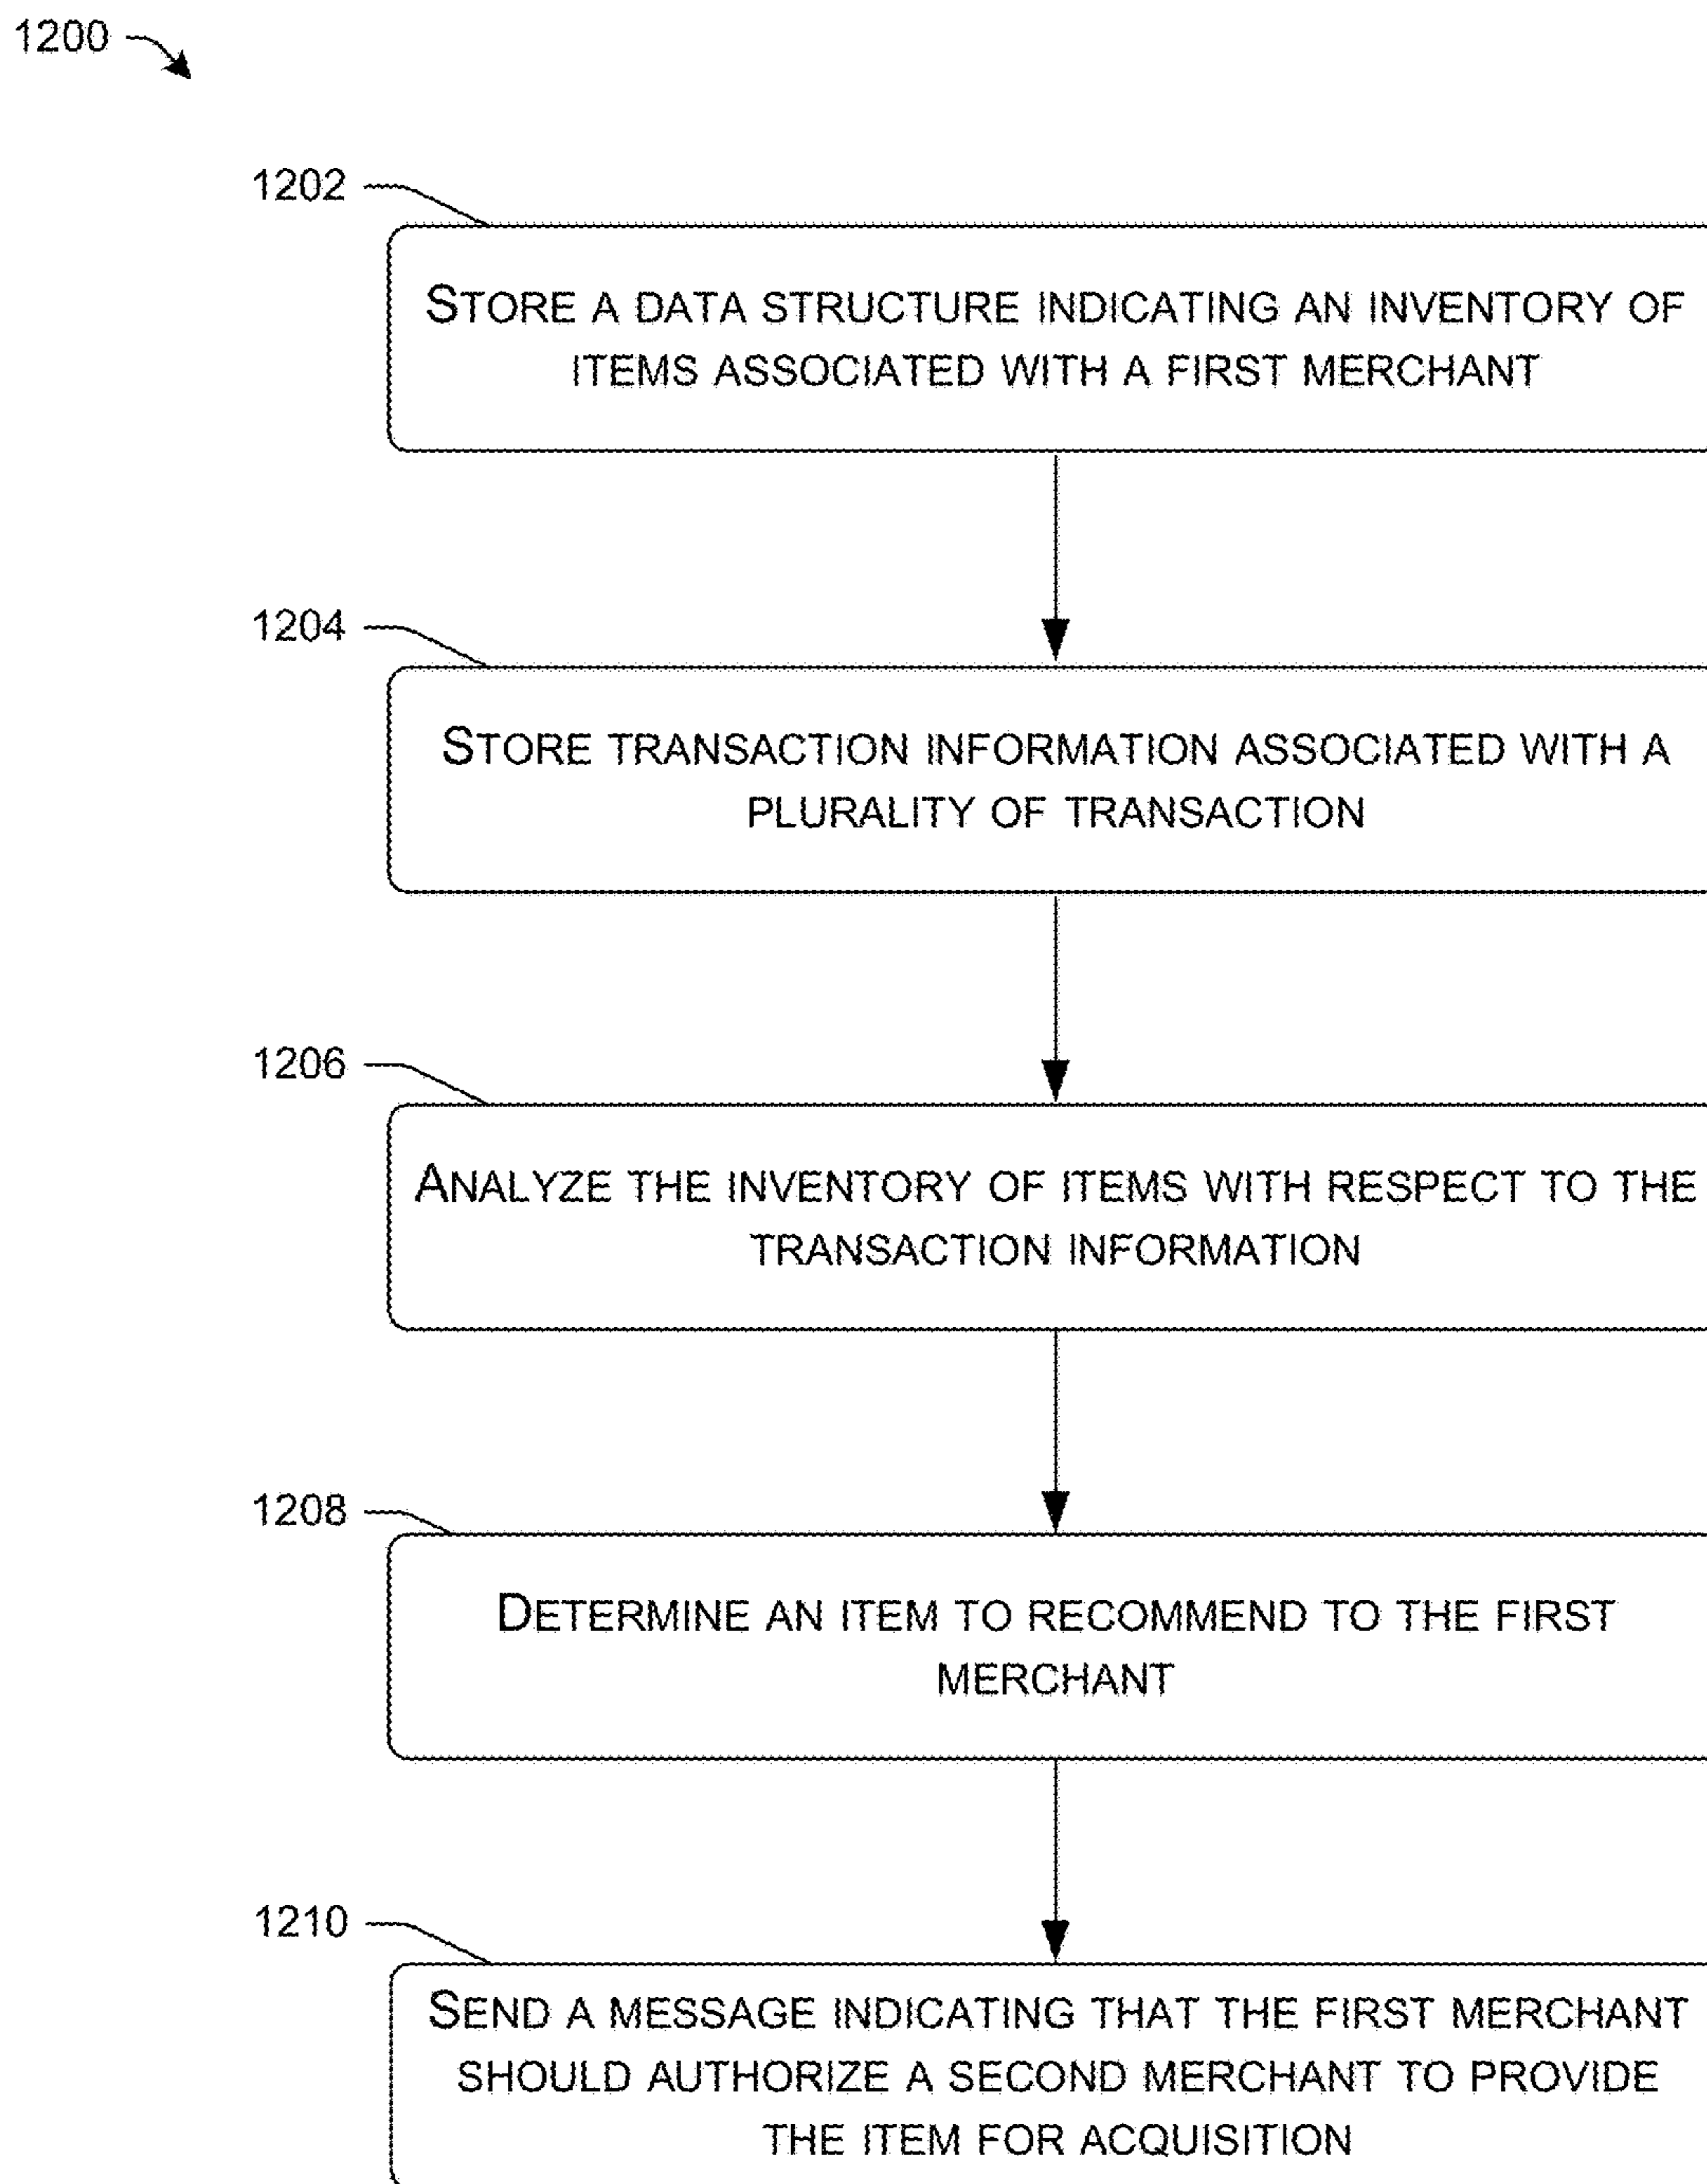 1200
1202
STORE A DATA STRUCTURE INDICATING AN INVENTORY OF
ITEMS ASSOCIATED WITH A FIRST MERCHANT
1204
STORE TRANSACTION INFORMATION ASSOCIATED WITH A
PLURALITY OF TRANSACTION
1206
ANALYZE THE INVENTORY OF ITEMS WITH RESPECT TO THE
TRANSACTION INFORMATION
1208
DETERMINE AN ITEM TO RECOMMEND TO THE FIRST
MERCHANT
1210
SEND A MESSAGE INDICATING THAT THE FIRST MERCHANT
SHOULD AUTHORIZE A SECOND MERCHANT TO PROVIDE
THE ITEM FOR ACQUISITION